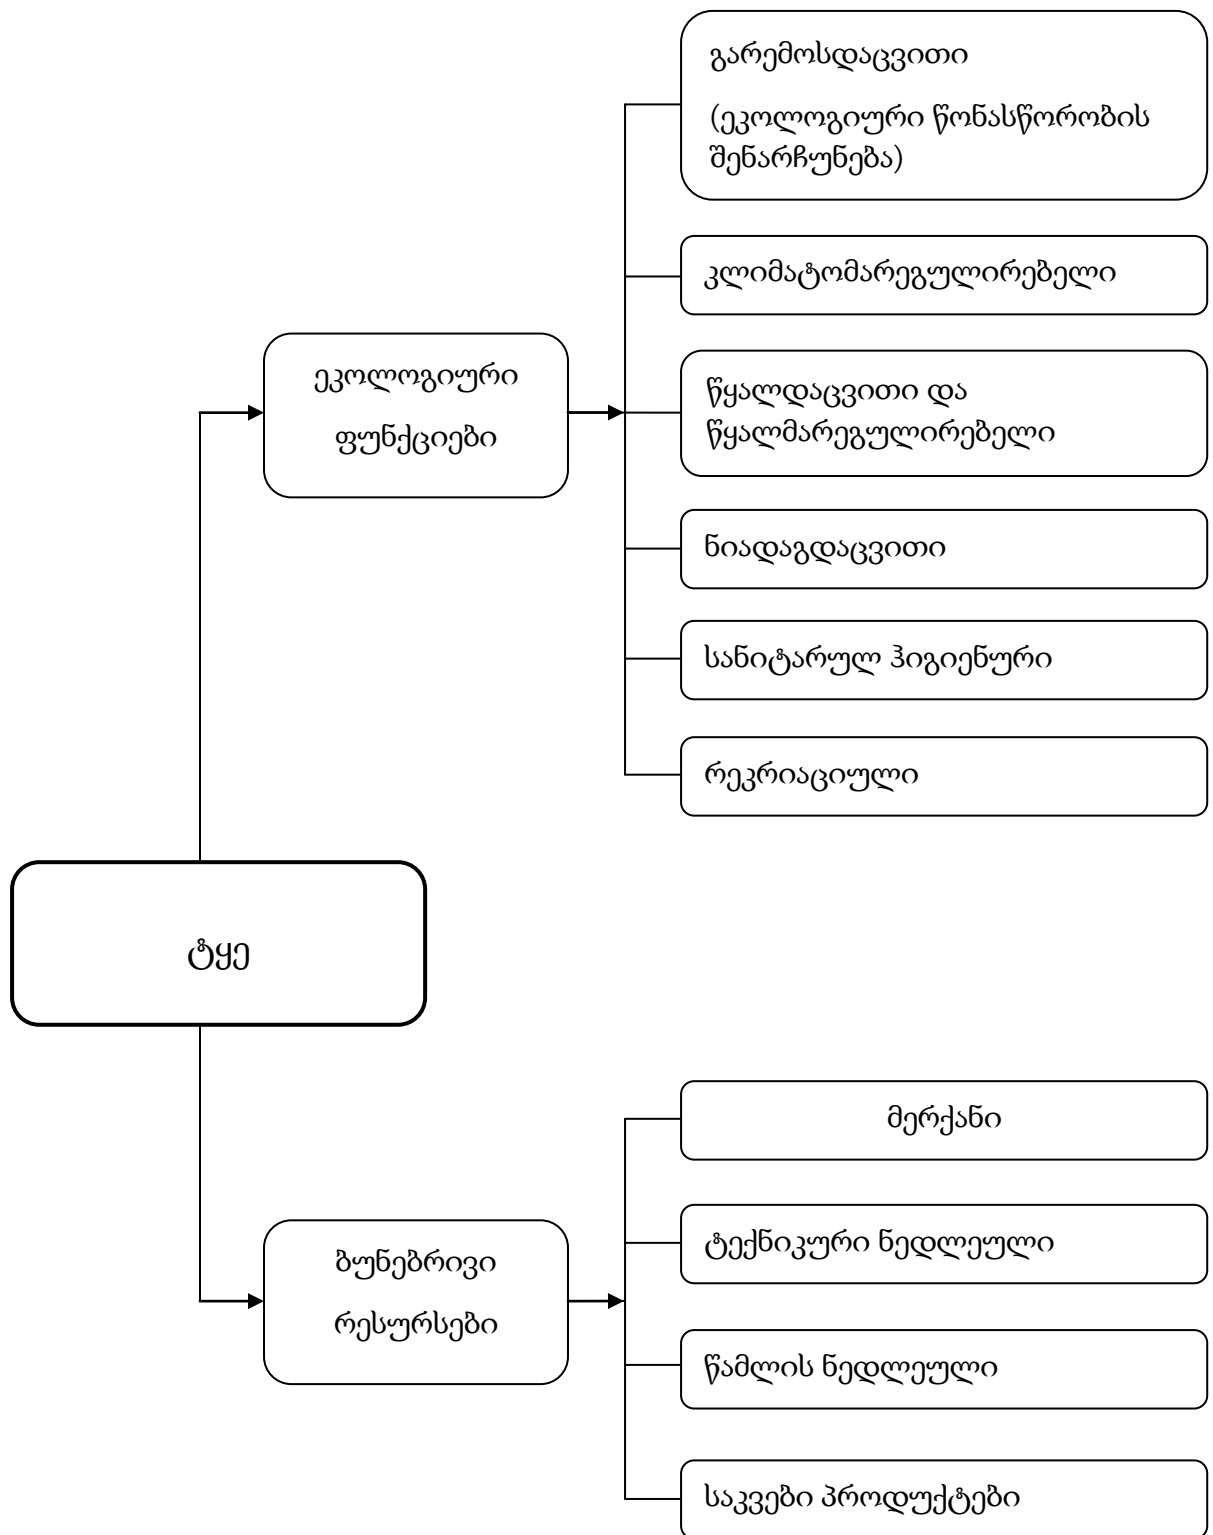 გარემოსდაცვითი
(ეკოლოგიური წონასწორობის
შენარჩუნება)
კლიმატომარეგულირებელი
ეკოლოგიური
ფუნქციები
წყალდაცვითი და
წყალმარეგულირებელი
ნიადაგდაცვითი
სანიტარულ ჰიგიენური
რეკრიაციული
ტყე
მერქანი
ტექნიკური ნედლეული
ბუნებრივი
რესურსები
წამლის ნედლეული
საკვები პროდუქტები